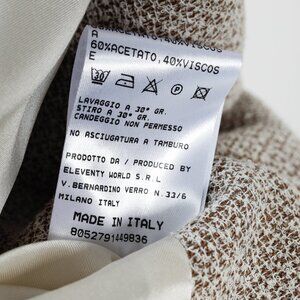 60%ACETATO,40%VISCOS
E
LAVAGGIO A 30° GR.
STIRO A 30° GR.
CANDEGGIO NON PERMESSO
NO ASCIUGATURA A TAMBURO
PRODOTTO DA / PRODUCED BY
ELEVENTY WORLD S.R.L
V.BERNARDINO VERRO N.33/6
MILANO ITALY
MADE IN ITALY
8052791449836